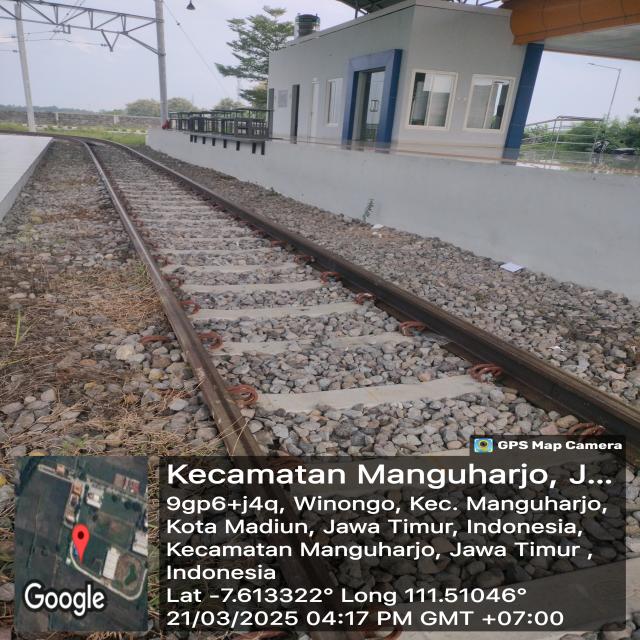 GPS Map Camera
Kecamatan Manguharjo, J...
9gp6+j4q, Winongo, Kec. Manguharjo,
Kota Madiun, Jawa Timur, Indonesia,
Kecamatan Manguharjo, Jawa Timur ,
Indonesia
Lat -7.613322° Long 111.51046°
21/03/2025 04:17 PM GMT +07:00
Google